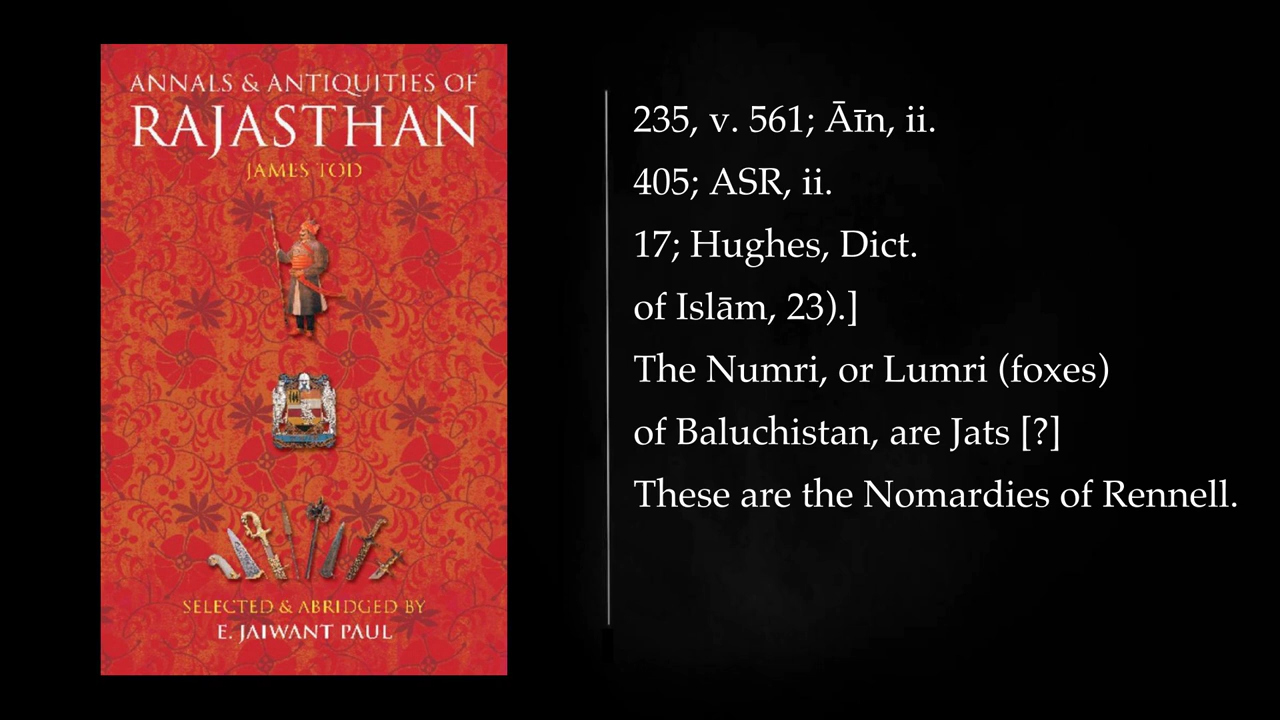 ANNALS & ANTIQUITIES OF
RAJASTHAN
JAMES TOD
SELECTED & ABRIDGED BY
E. JAIWANT PAUL
235, v. 561; Āīn, ii.
405; ASR, ii.
17; Hughes, Dict.
of Islām, 23).]
The Numri, or Lumri (foxes)
of Baluchistan, are Jats [?]
These are the Nomardies of Rennell.